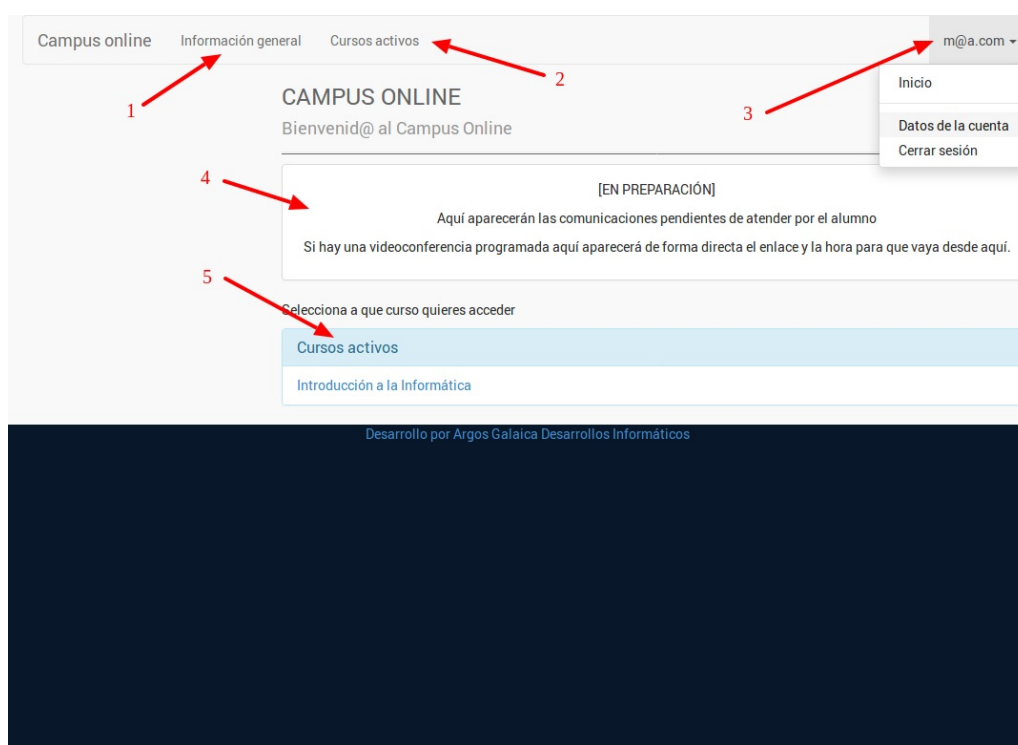 Campus online Información general Cursos activos m@a.com
1
2
3
Inicio
Datos de la cuenta
Cerrar sesión
CAMPUS ONLINE
Bienvenid@ al Campus Online
4
[EN PREPARACIÓN]
Aquí aparecerán las comunicaciones pendientes de atender por el alumno
Si hay una videoconferencia programada aquí aparecerá de forma directa el enlace y la hora para que vaya desde aquí.
5
Selecciona a que curso quieres acceder
Cursos activos
Introducción a la Informática
Desarrollo por Argos Galaica Desarrollos Informáticos